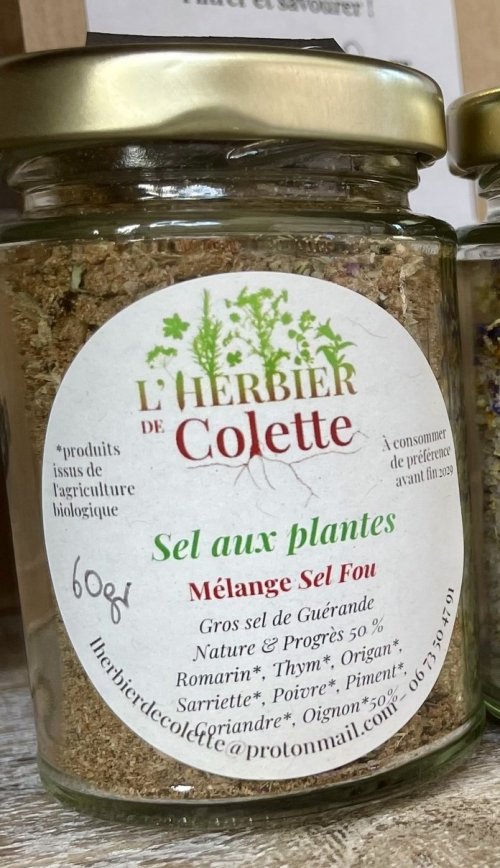 et savourer !
L'HERBIER
DE Colette
*produits
issus de
l'agriculture
biologique
À consommer
de préférence
avant fin 2029
Sel aux plantes
60gr
Mélange Sel Fou
Gros sel de Guérande
Nature & Progrès 50 %
Romarin*, Thym*, Origan*,
Sarriette*, Poivre*, Piment*,
Coriandre*, Oignon*50%
lherbierdecolette@protonmail.com - 06 73 50 47 01